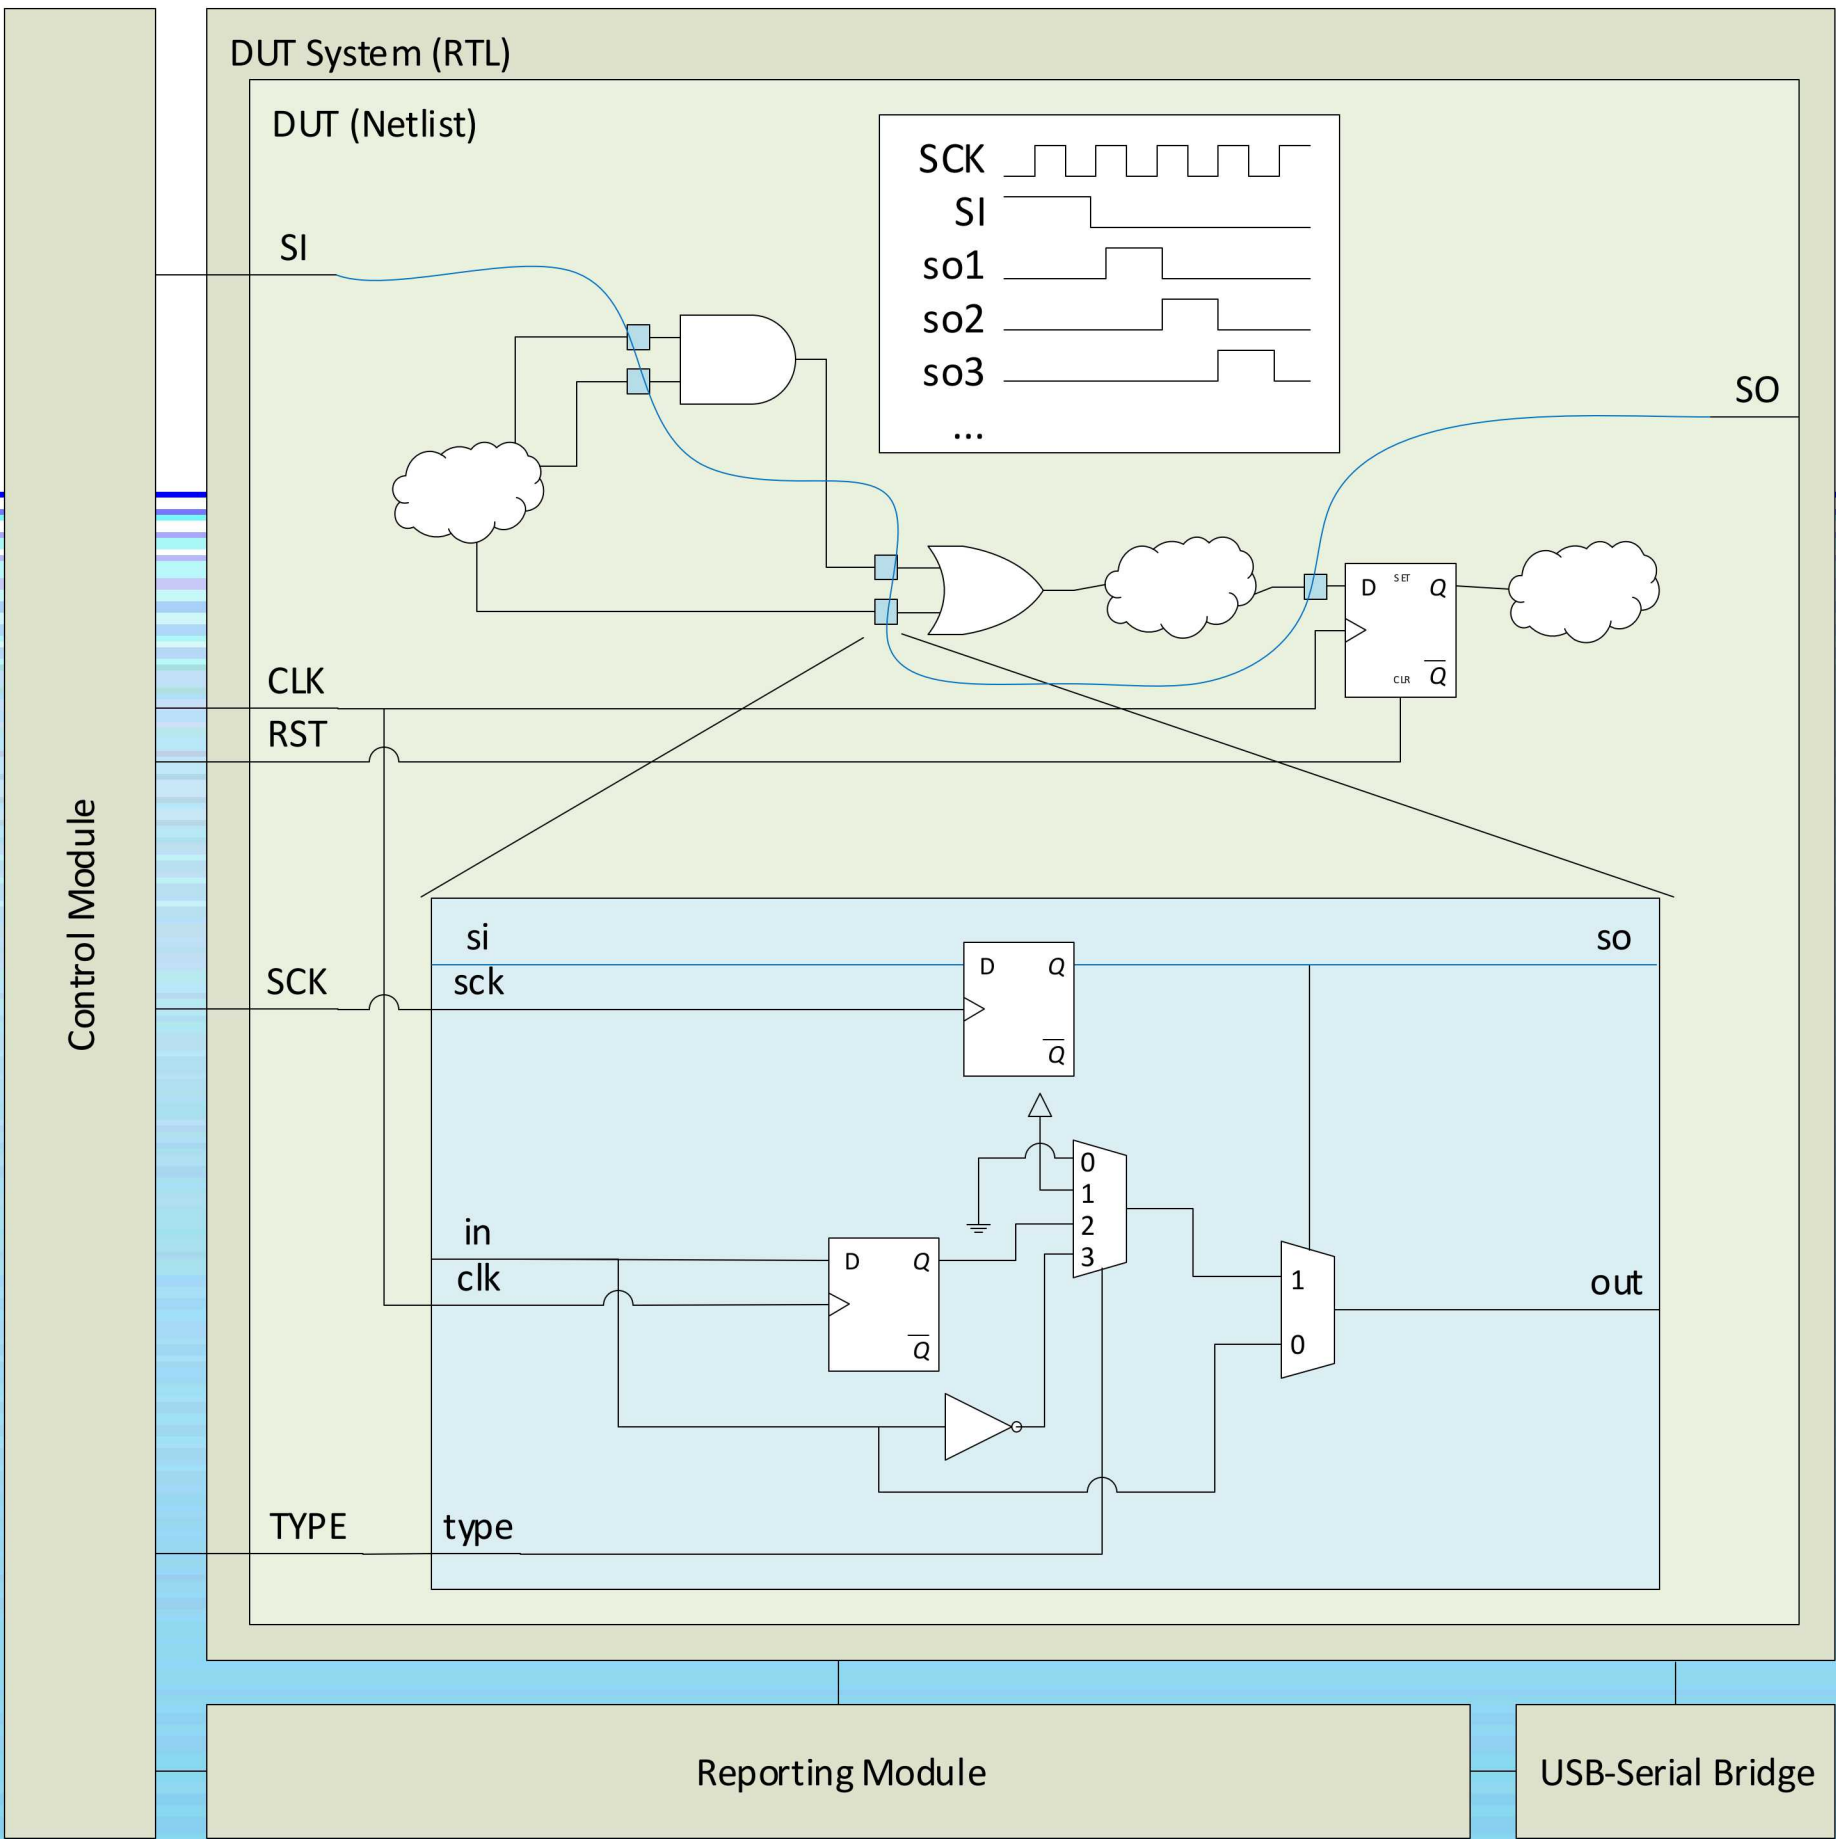 DUT System (RTL)
DUT (Netlist)
SCK
SI
so1
so2
so3
...
SI
SO
D SET Q
CLR Q
CLK
RST
Control Module
si
so
SCK
sck
D Q
Q
0
1
2
3
in
clk
D Q
Q
1
0
out
TYPE
type
Reporting Module
USB-Serial Bridge